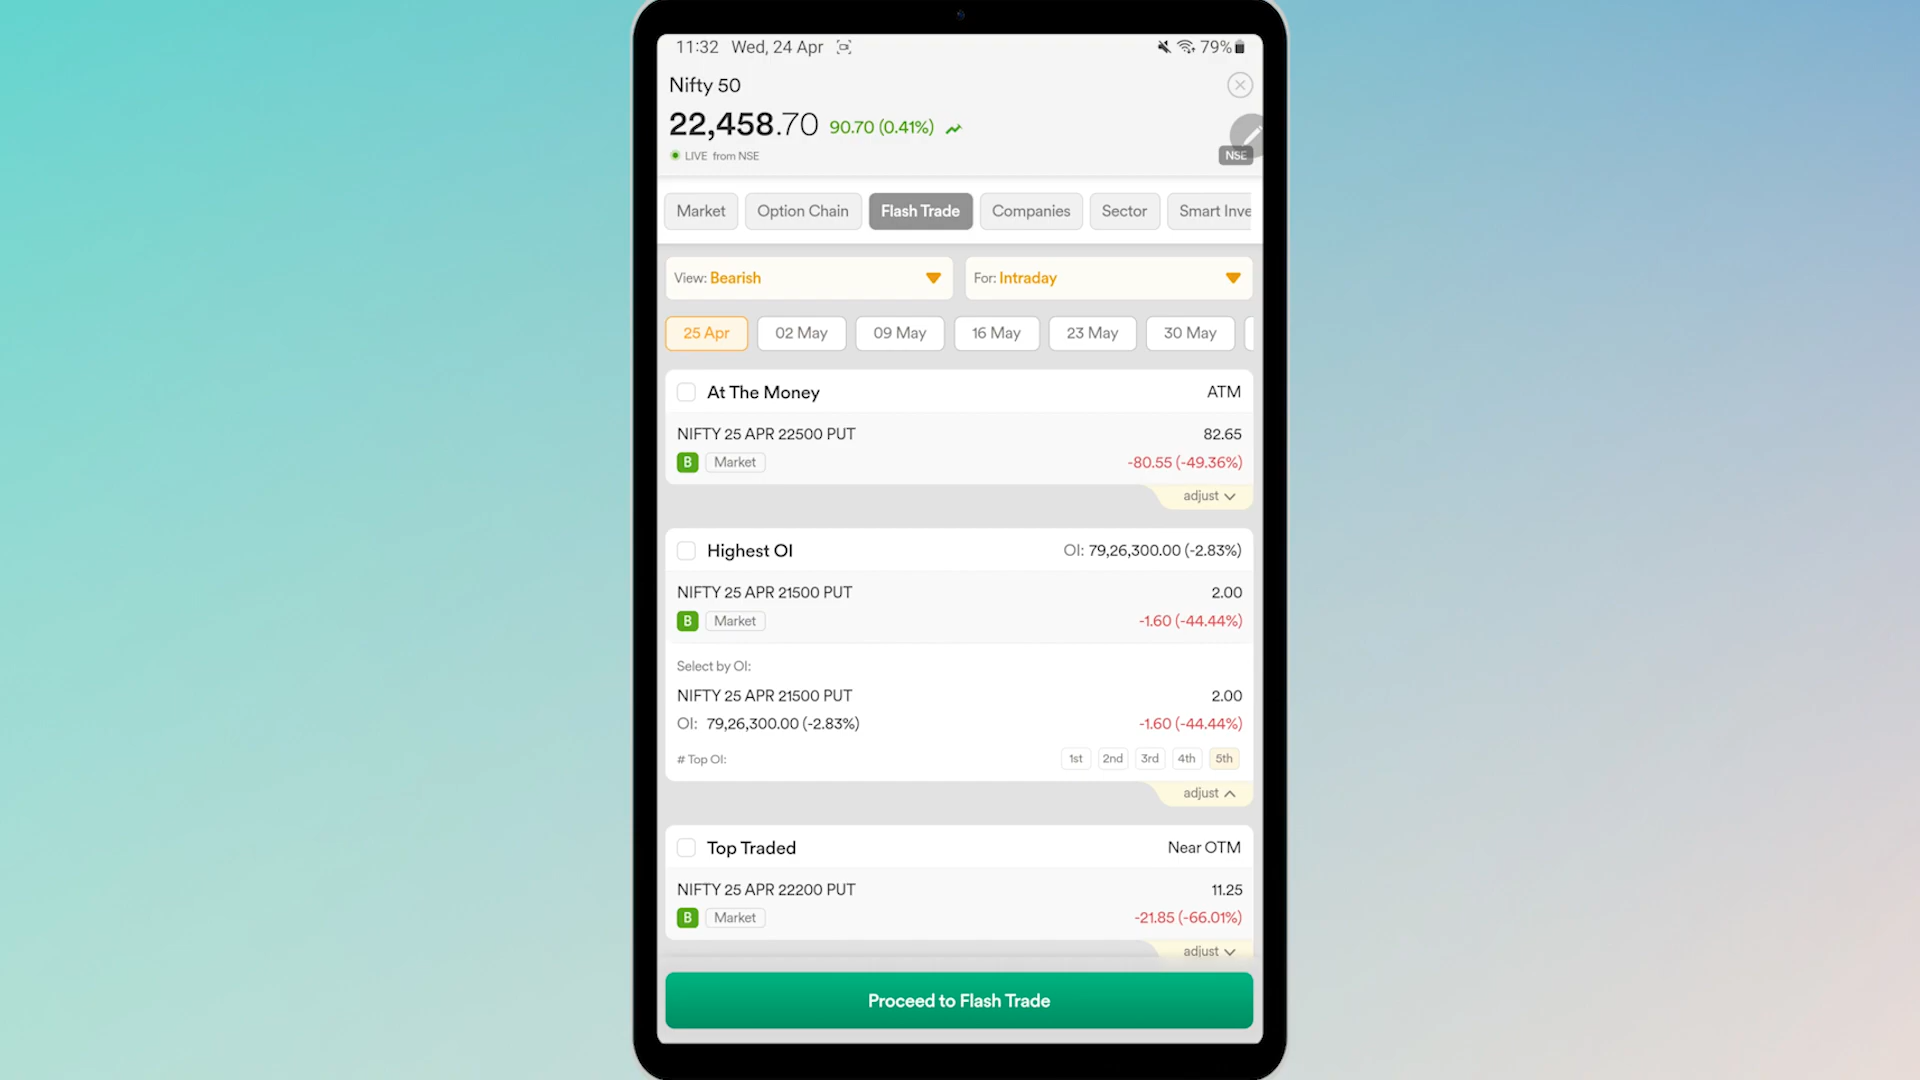 11:32 Wed, 24 Apr 79%
Nifty 50
22,458.70 90.70 (0.41%)
LIVE from NSE
NSE
Market Option Chain Flash Trade Companies Sector Smart Inve
View: Bearish For: Intraday
25 Apr 02 May 09 May 16 May 23 May 30 May
At The Money ATM
NIFTY 25 APR 22500 PUT 82.65
B Market -80.55 (-49.36%)
adjust
Highest OI OI: 79,26,300.00 (-2.83%)
NIFTY 25 APR 21500 PUT 2.00
B Market -1.60 (-44.44%)
Select by OI:
NIFTY 25 APR 21500 PUT 2.00
OI: 79,26,300.00 (-2.83%) -1.60 (-44.44%)
# Top OI: 1st 2nd 3rd 4th 5th
adjust
Top Traded Near OTM
NIFTY 25 APR 22200 PUT 11.25
B Market -21.85 (-66.01%)
adjust
Proceed to Flash Trade